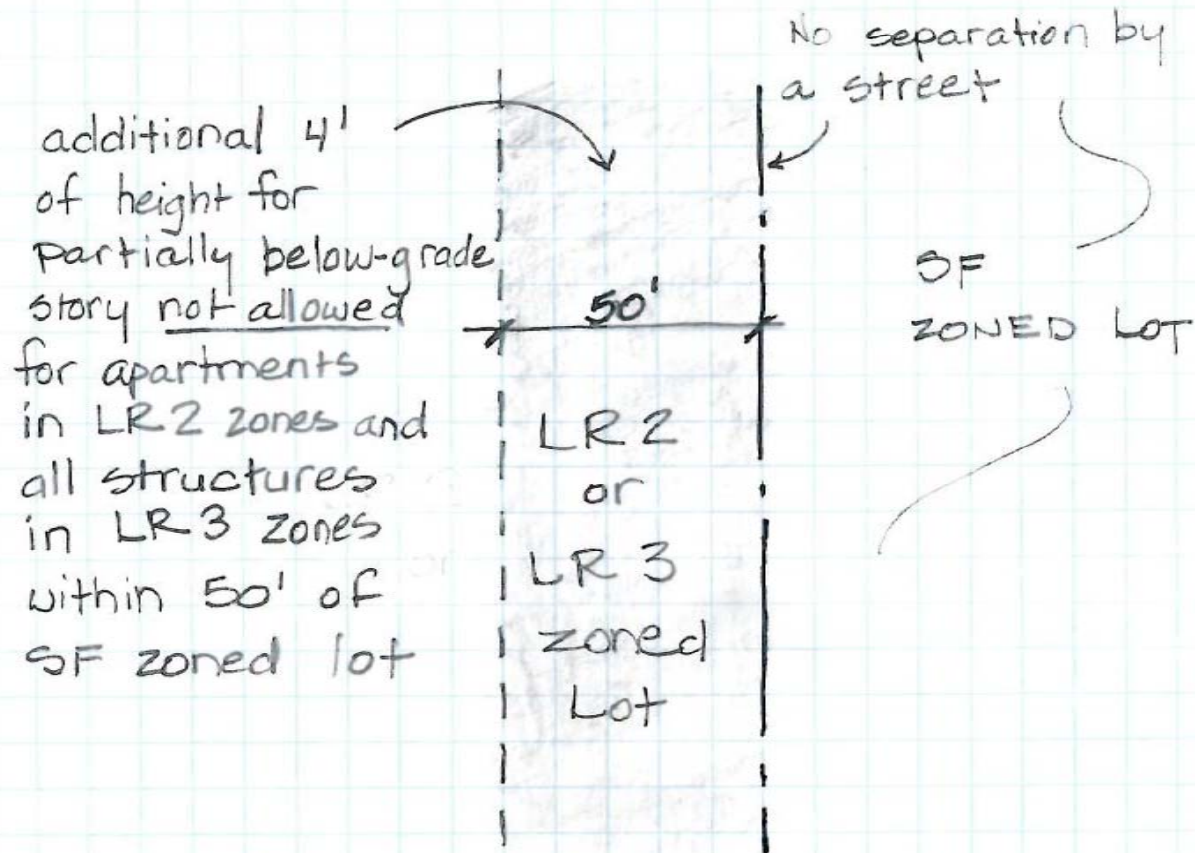 No separation by
a street
additional 4'
of height for
partially below-grade
story not allowed
for apartments
in LR2 zones and
all structures
in LR3 zones
within 50' of
SF zoned lot
50'
LR2
or
LR3
zoned
Lot
SF
ZONED LOT